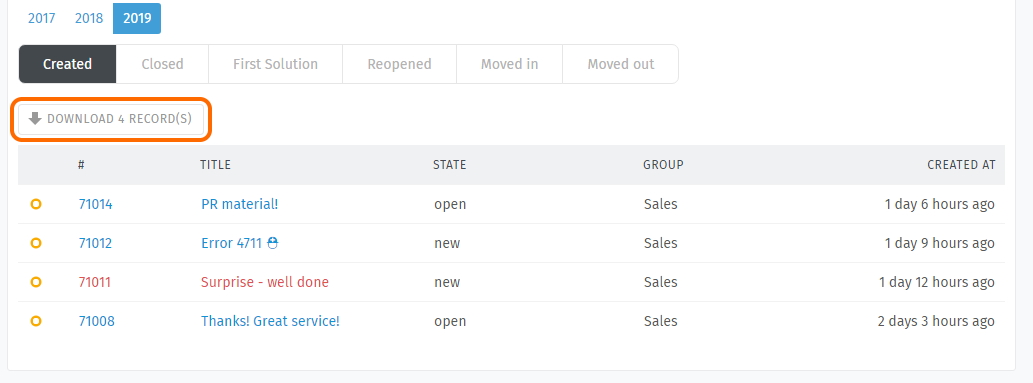 2017 2018 2019
Created Closed First Solution Reopened Moved in Moved out
DOWNLOAD 4 RECORD(S)
# TITLE STATE GROUP CREATED AT
71014 PR material! open Sales 1 day 6 hours ago
71012 Error 4711 ⛑ new Sales 1 day 9 hours ago
71011 Surprise - well done new Sales 1 day 12 hours ago
71008 Thanks! Great service! open Sales 2 days 3 hours ago